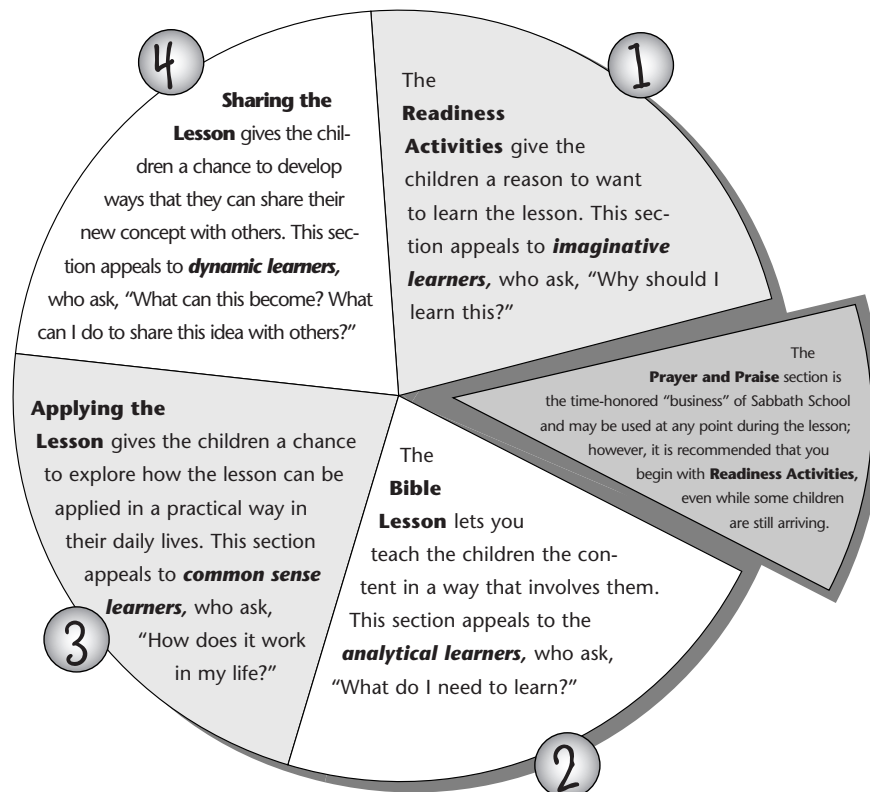 1
The
Readiness
Activities give the
children a reason to want
to learn the lesson. This sec-
tion appeals to imaginative
learners, who ask, “Why should I
learn this?”
The
Prayer and Praise section is
the time-honored “business” of Sabbath School
and may be used at any point during the lesson;
however, it is recommended that you
begin with Readiness Activities,
even while some children
are still arriving.
2
The
Bible
Lesson lets you
teach the children the con-
tent in a way that involves them.
This section appeals to the
analytical learners, who ask,
“What do I need to learn?”
3
Applying the
Lesson gives the children a chance
to explore how the lesson can be
applied in a practical way in
their daily lives. This section
appeals to common sense
learners, who ask,
“How does it work
in my life?”
4
Sharing the
Lesson gives the chil-
dren a chance to develop
ways that they can share their
new concept with others. This sec-
tion appeals to dynamic learners,
who ask, “What can this become? What
can I do to share this idea with others?”